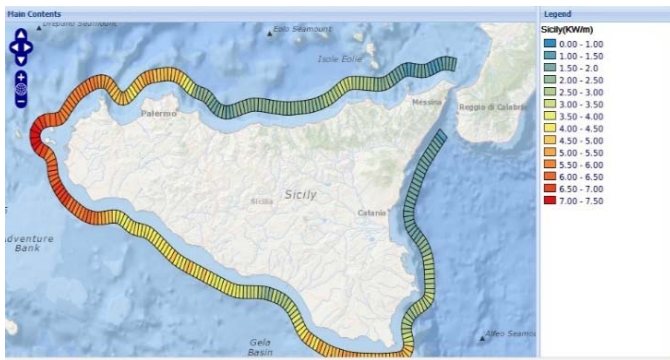 Main Contents
Legend
Drepano Seamount
Eolo Seamount
Isole Eolie
Palermo
Messina
Reggio di Calabria
Sicily
Sicilia
Catania
Adventure
Bank
Gela
Basin
Alfeo Seamount
Sicily(KW/m)
0.00 - 1.00
1.00 - 1.50
1.50 - 2.0
2.00 - 2.50
2.50 - 3.00
3.00 - 3.50
3.50 - 4.00
4.00 - 4.50
4.50 - 5.00
5.00 - 5.50
5.50 - 6.00
6.00 - 6.50
6.50 - 7.00
7.00 - 7.50